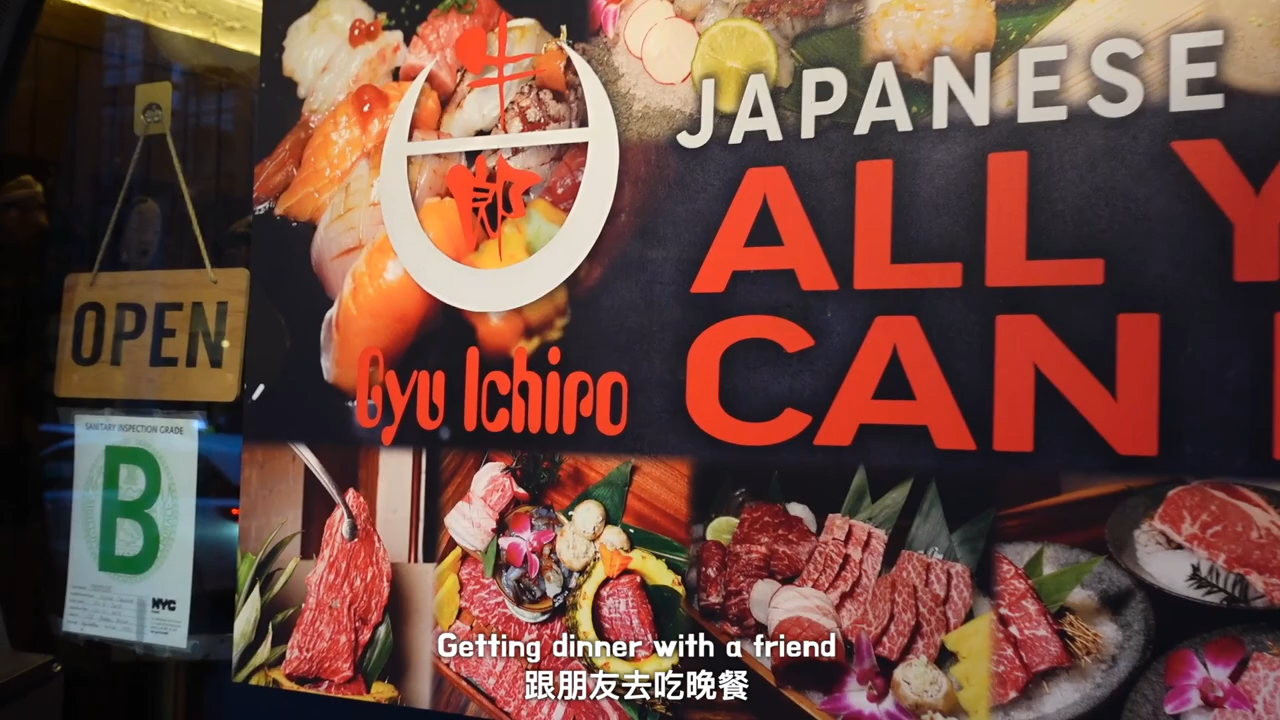 牛
郎
Gyu Ichiro
JAPANESE
ALL Y
CAN
OPEN
SANITARY INSPECTION GRADE
B
NYC
Getting dinner with a friend
跟朋友去吃晚餐